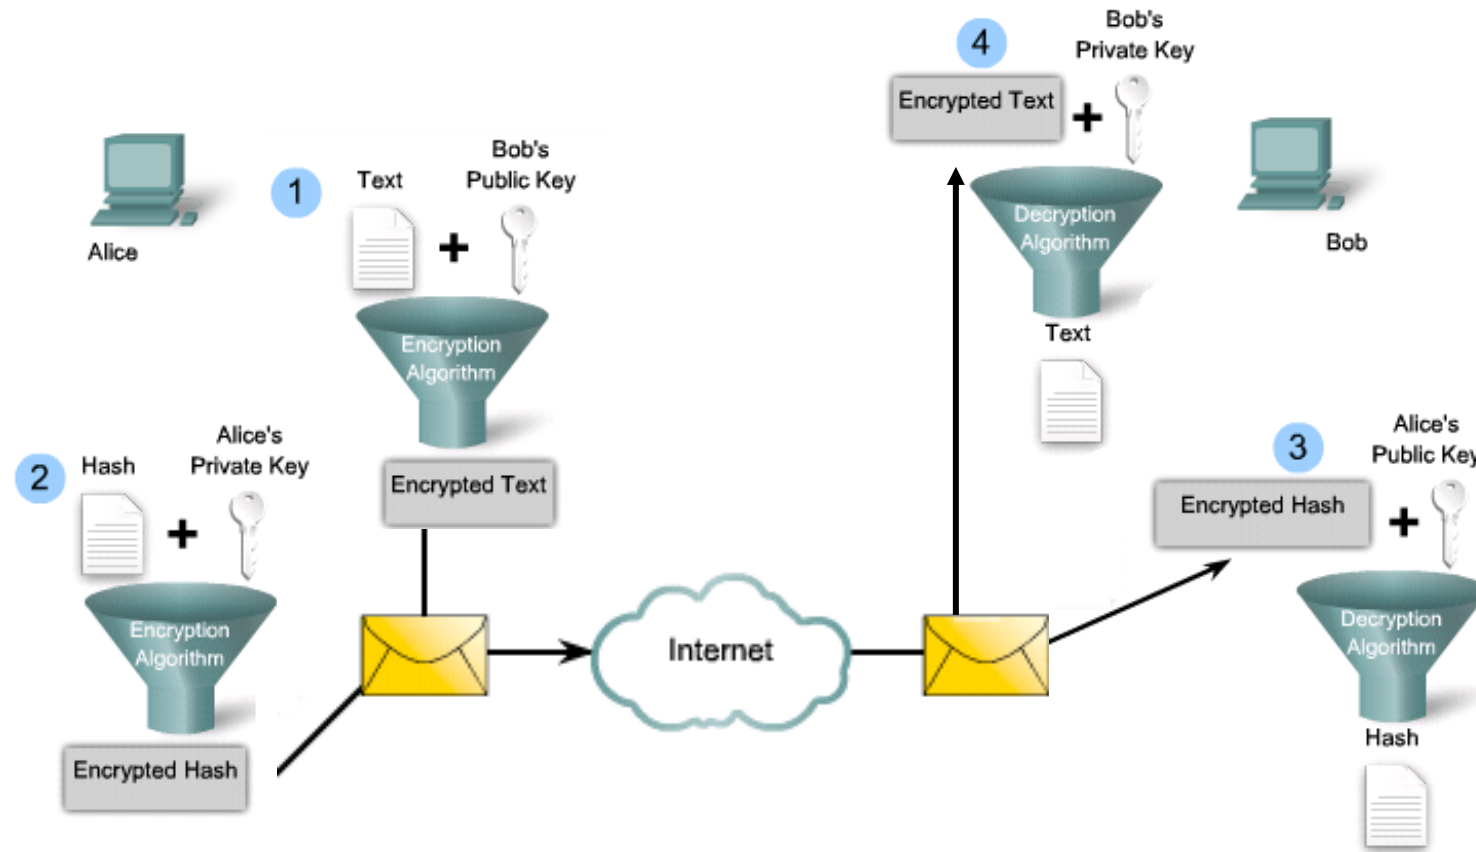 Alice
1
Text
Bob's
Public Key
Encryption
Algorithm
Encrypted Text
2
Hash
Alice's
Private Key
Encryption
Algorithm
Encrypted Hash
Internet
4
Bob's
Private Key
Encrypted Text
Decryption
Algorithm
Text
Bob
3
Alice's
Public Key
Encrypted Hash
Decryption
Algorithm
Hash